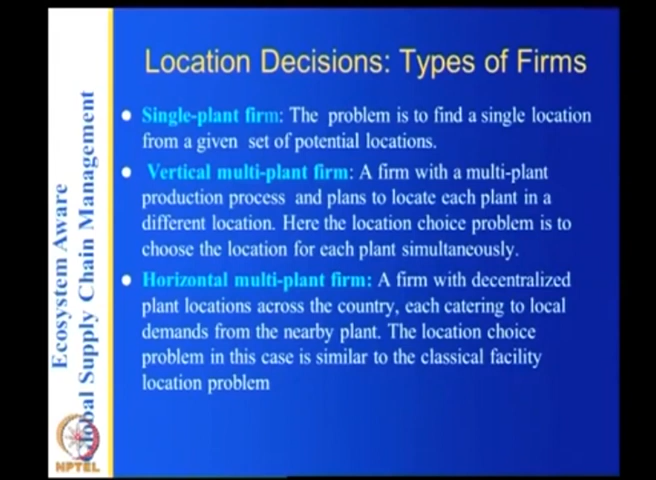 Location Decisions: Types of Firms
Single-plant firm: The problem is to find a single location
from a given set of potential locations.
Vertical multi-plant firm: A firm with a multi-plant
production process and plans to locate each plant in a
different location. Here the location choice problem is to
choose the location for each plant simultaneously.
Horizontal multi-plant firm: A firm with decentralized
plant locations across the country, each catering to local
demands from the nearby plant. The location choice
problem in this case is similar to the classical facility
location problem
Ecosystem Aware
Global Supply Chain Management
NPTEL